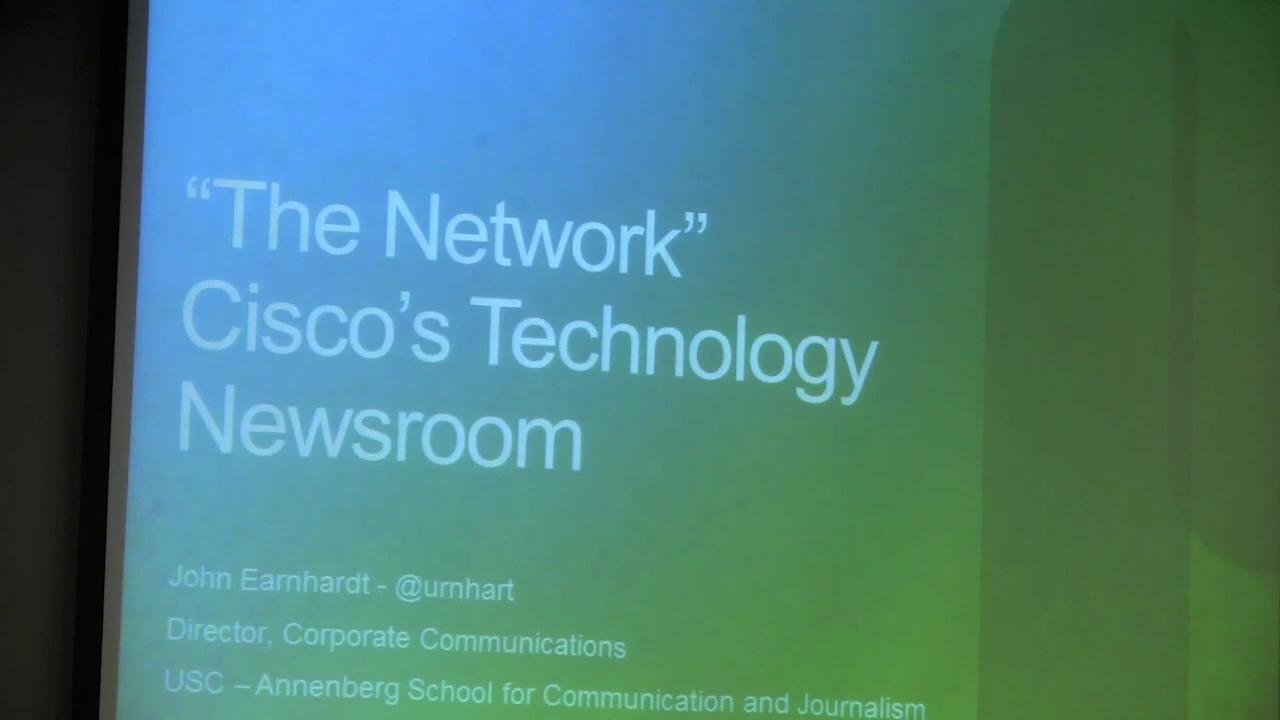 “The Network”
Cisco’s Technology
Newsroom
John Earnhardt - @urnhart
Director, Corporate Communications
USC – Annenberg School for Communication and Journalism